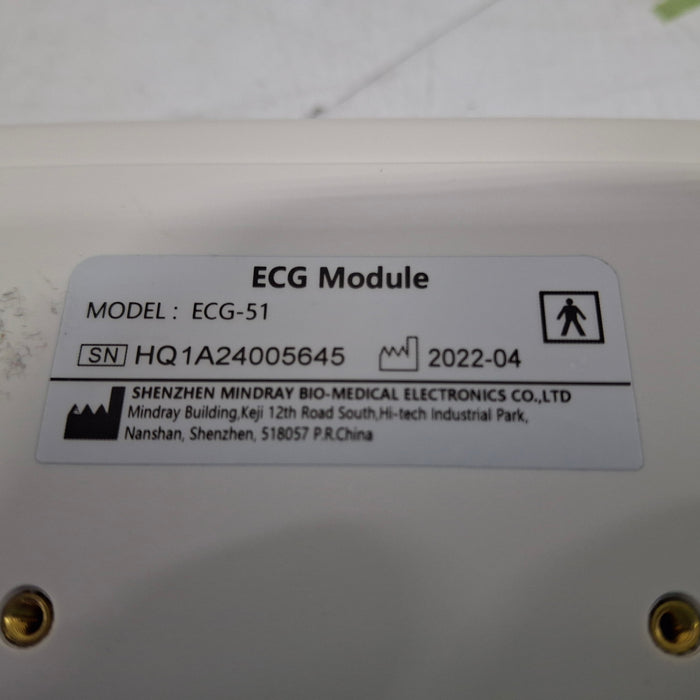 ECG Module
MODEL: ECG-51
SN HQ1A24005645 2022-04
SHENZHEN MINDRAY BIO-MEDICAL ELECTRONICS CO.,LTD
Mindray Building,Keji 12th Road South,Hi-tech Industrial Park,
Nanshan, Shenzhen, 518057 P.R.China